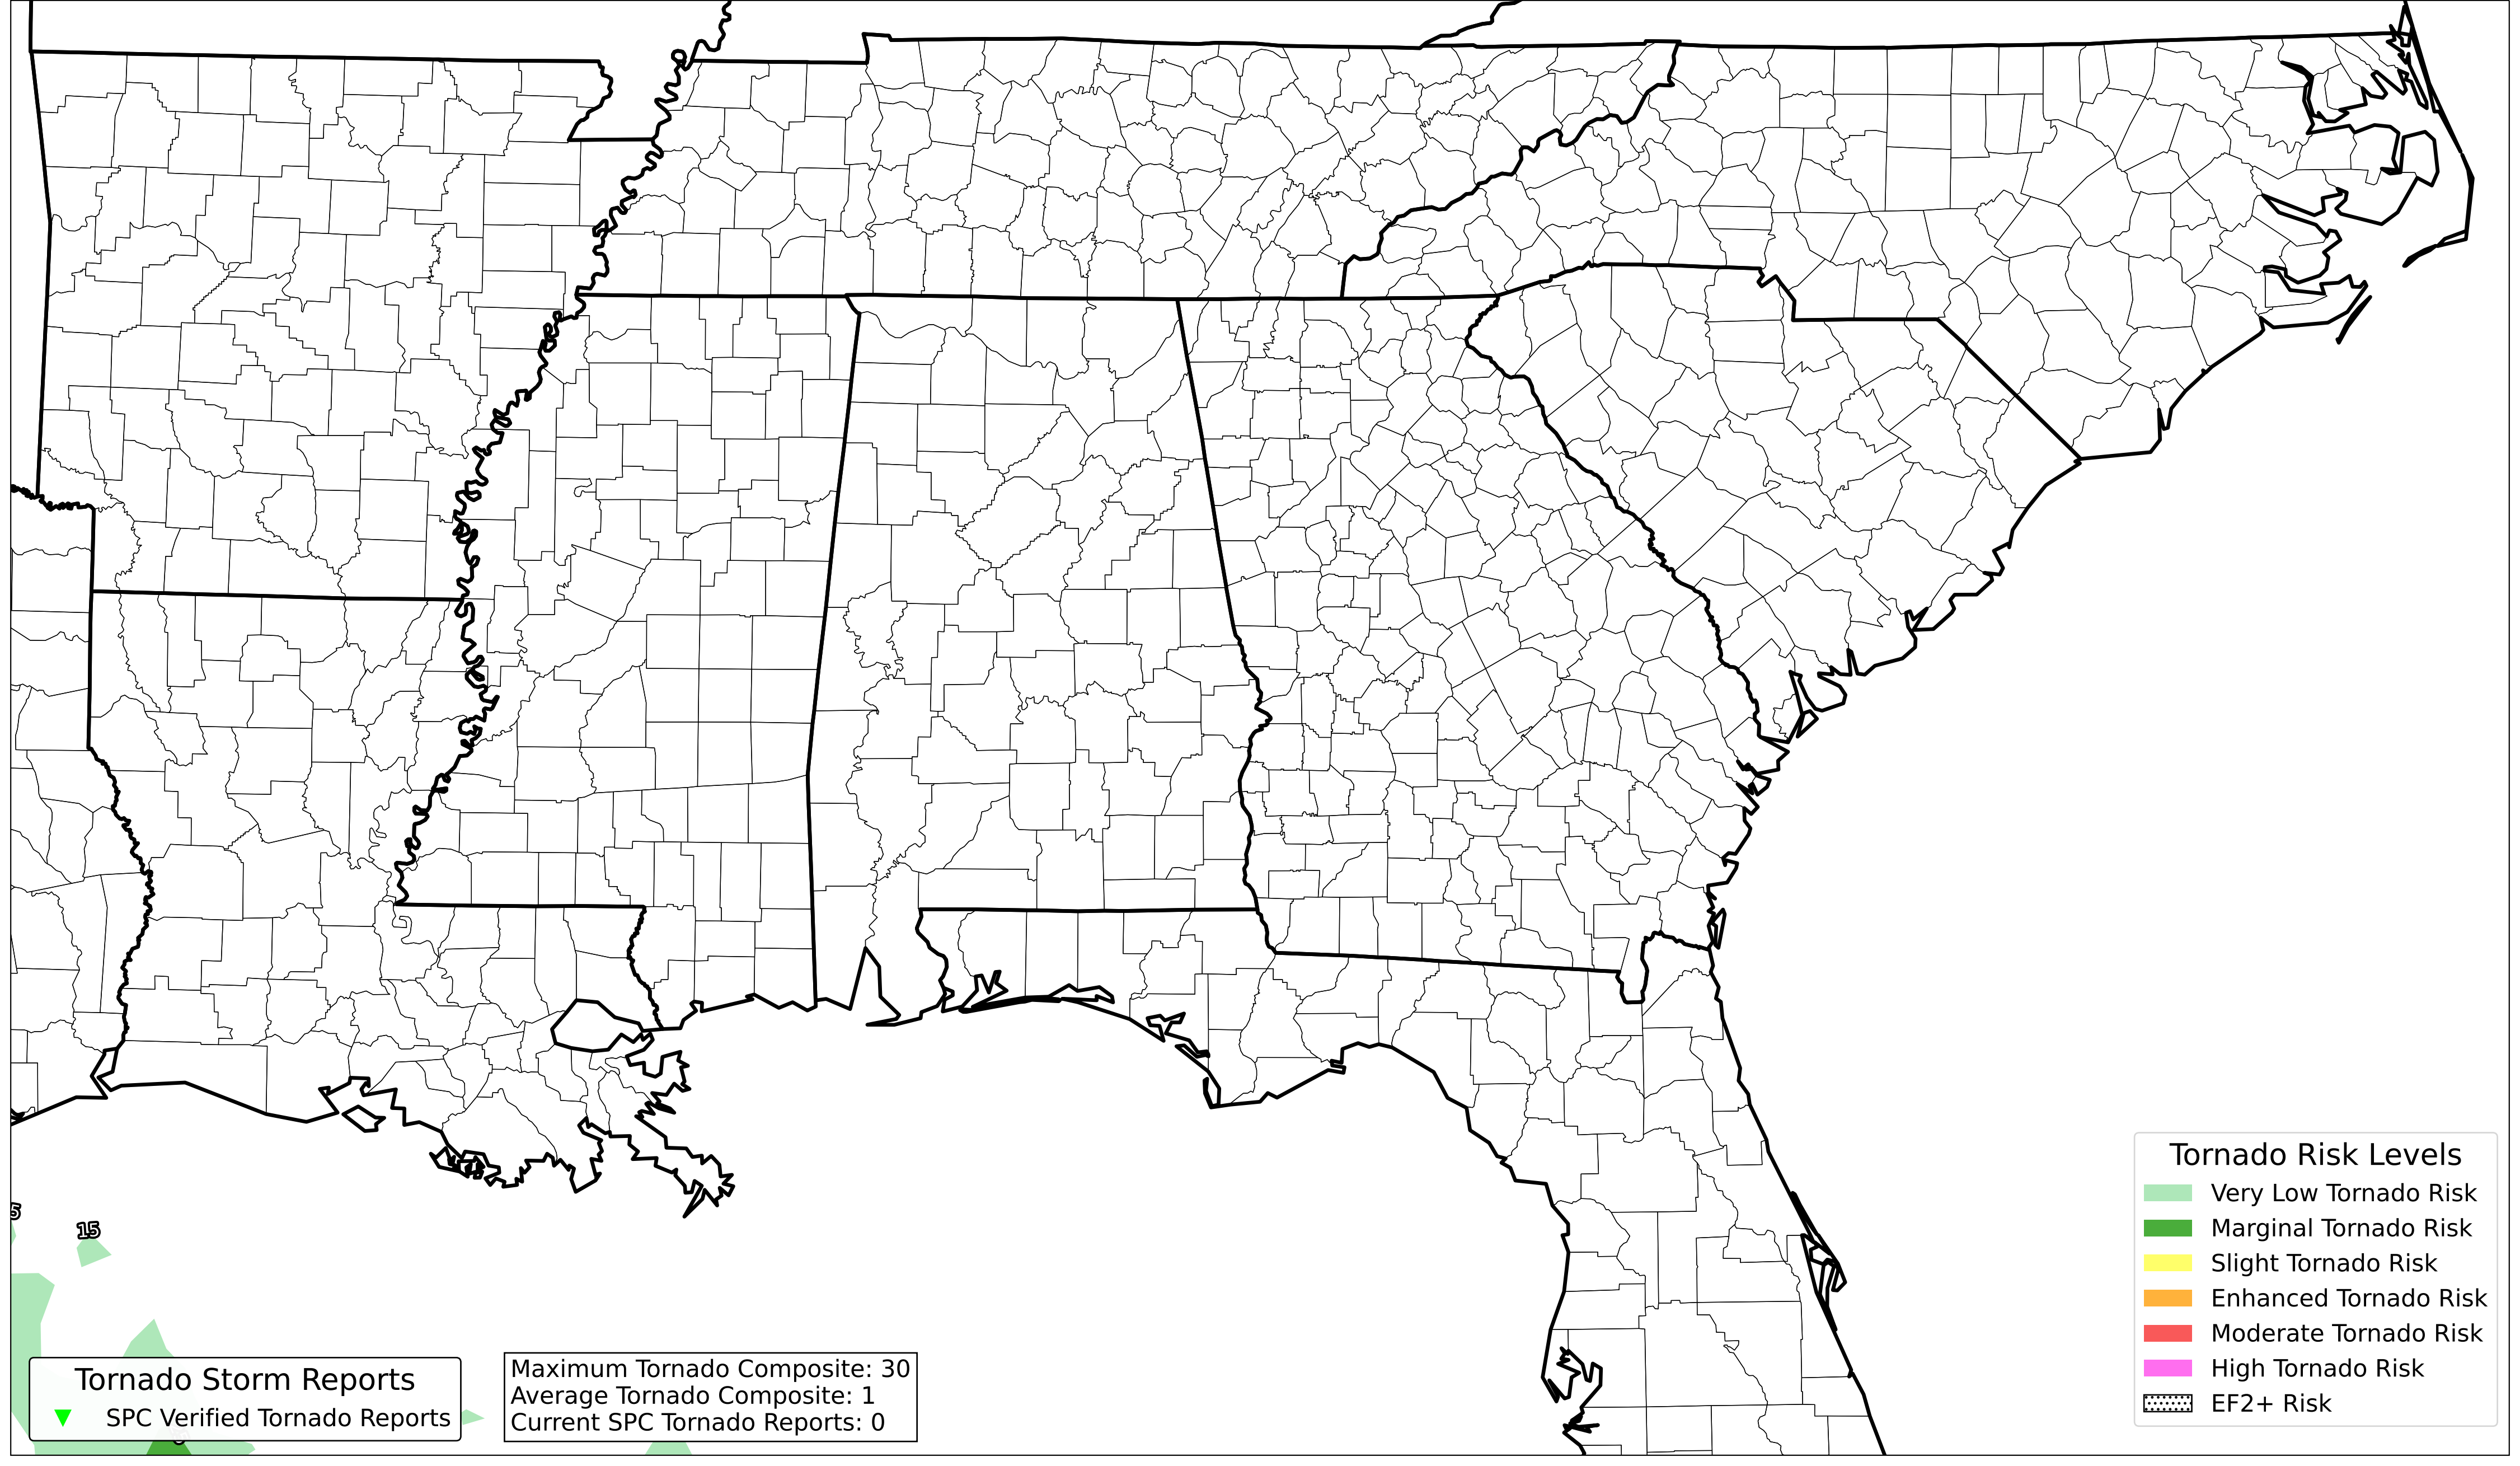 15
Tornado Storm Reports
SPC Verified Tornado Reports
Maximum Tornado Composite: 30
Average Tornado Composite: 1
Current SPC Tornado Reports: 0
Tornado Risk Levels
Very Low Tornado Risk
Marginal Tornado Risk
Slight Tornado Risk
Enhanced Tornado Risk
Moderate Tornado Risk
High Tornado Risk
EF2+ Risk